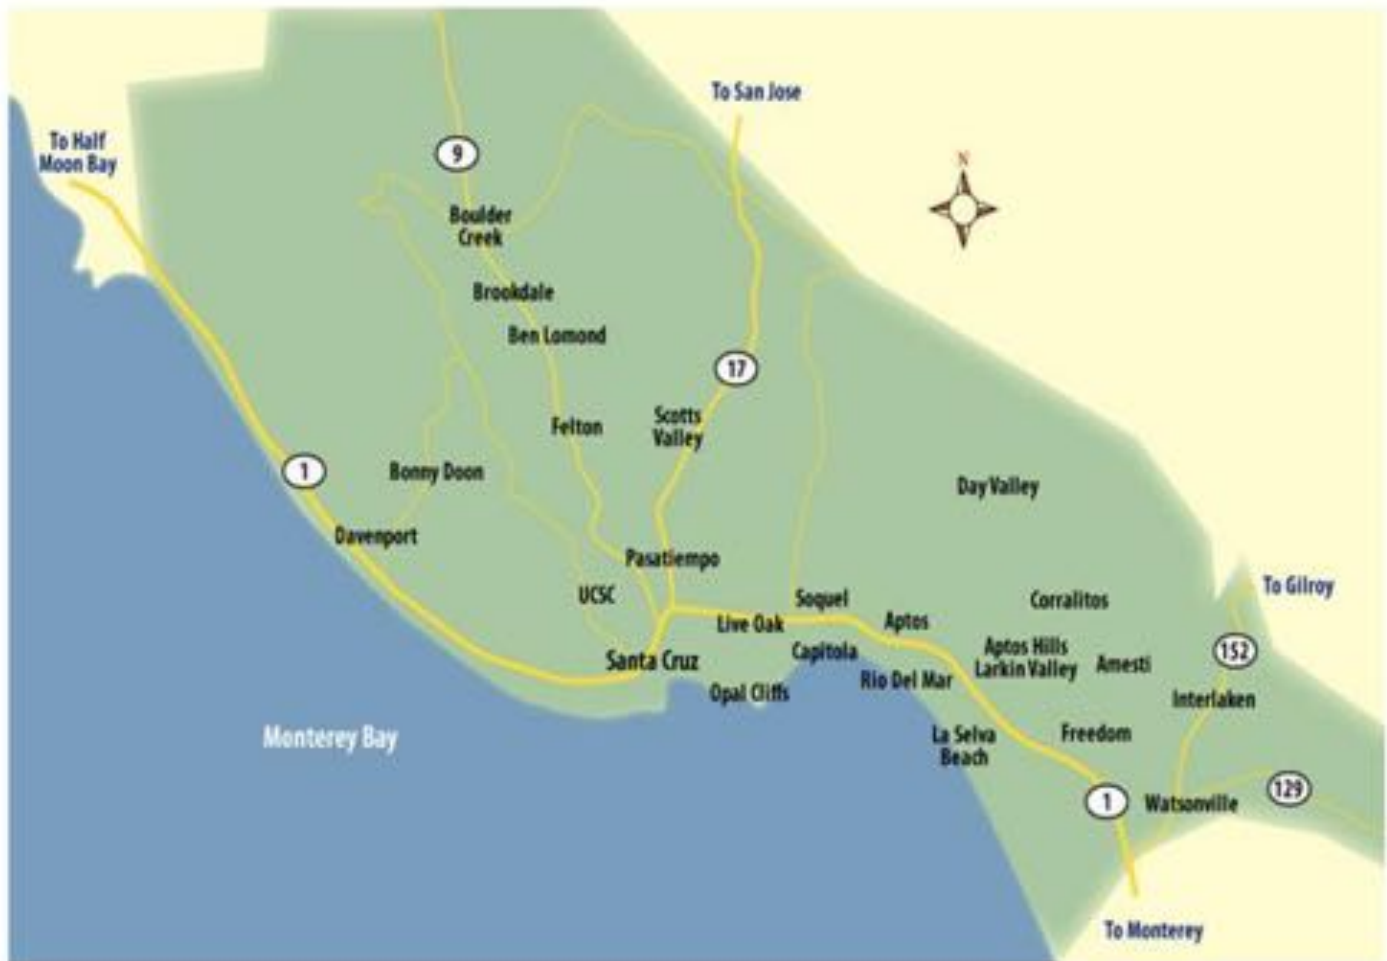 To San Jose
To Half
Moon Bay
9
N
Boulder
Creek
Brookdale
Ben Lomond
17
Scotts
Valley
Felton
1
Bonny Doon
Day Valley
Davenport
Pasatiempo
To Gilroy
UCSC
Soquel
Corralitos
Live Oak
Aptos
Aptos Hills
Larkin Valley
152
Capitola
Amesti
Santa Cruz
Rio Del Mar
Opal Cliffs
Interlaken
Monterey Bay
La Selva
Beach
Freedom
129
1
Watsonville
To Monterey